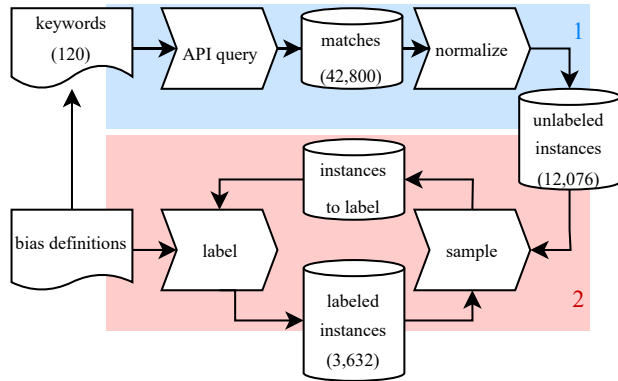 keywords
(120)
API query
matches
(42,800)
normalize
1
unlabeled
instances
(12,076)
instances
to label
bias definitions
label
sample
labeled
instances
(3,632)
2